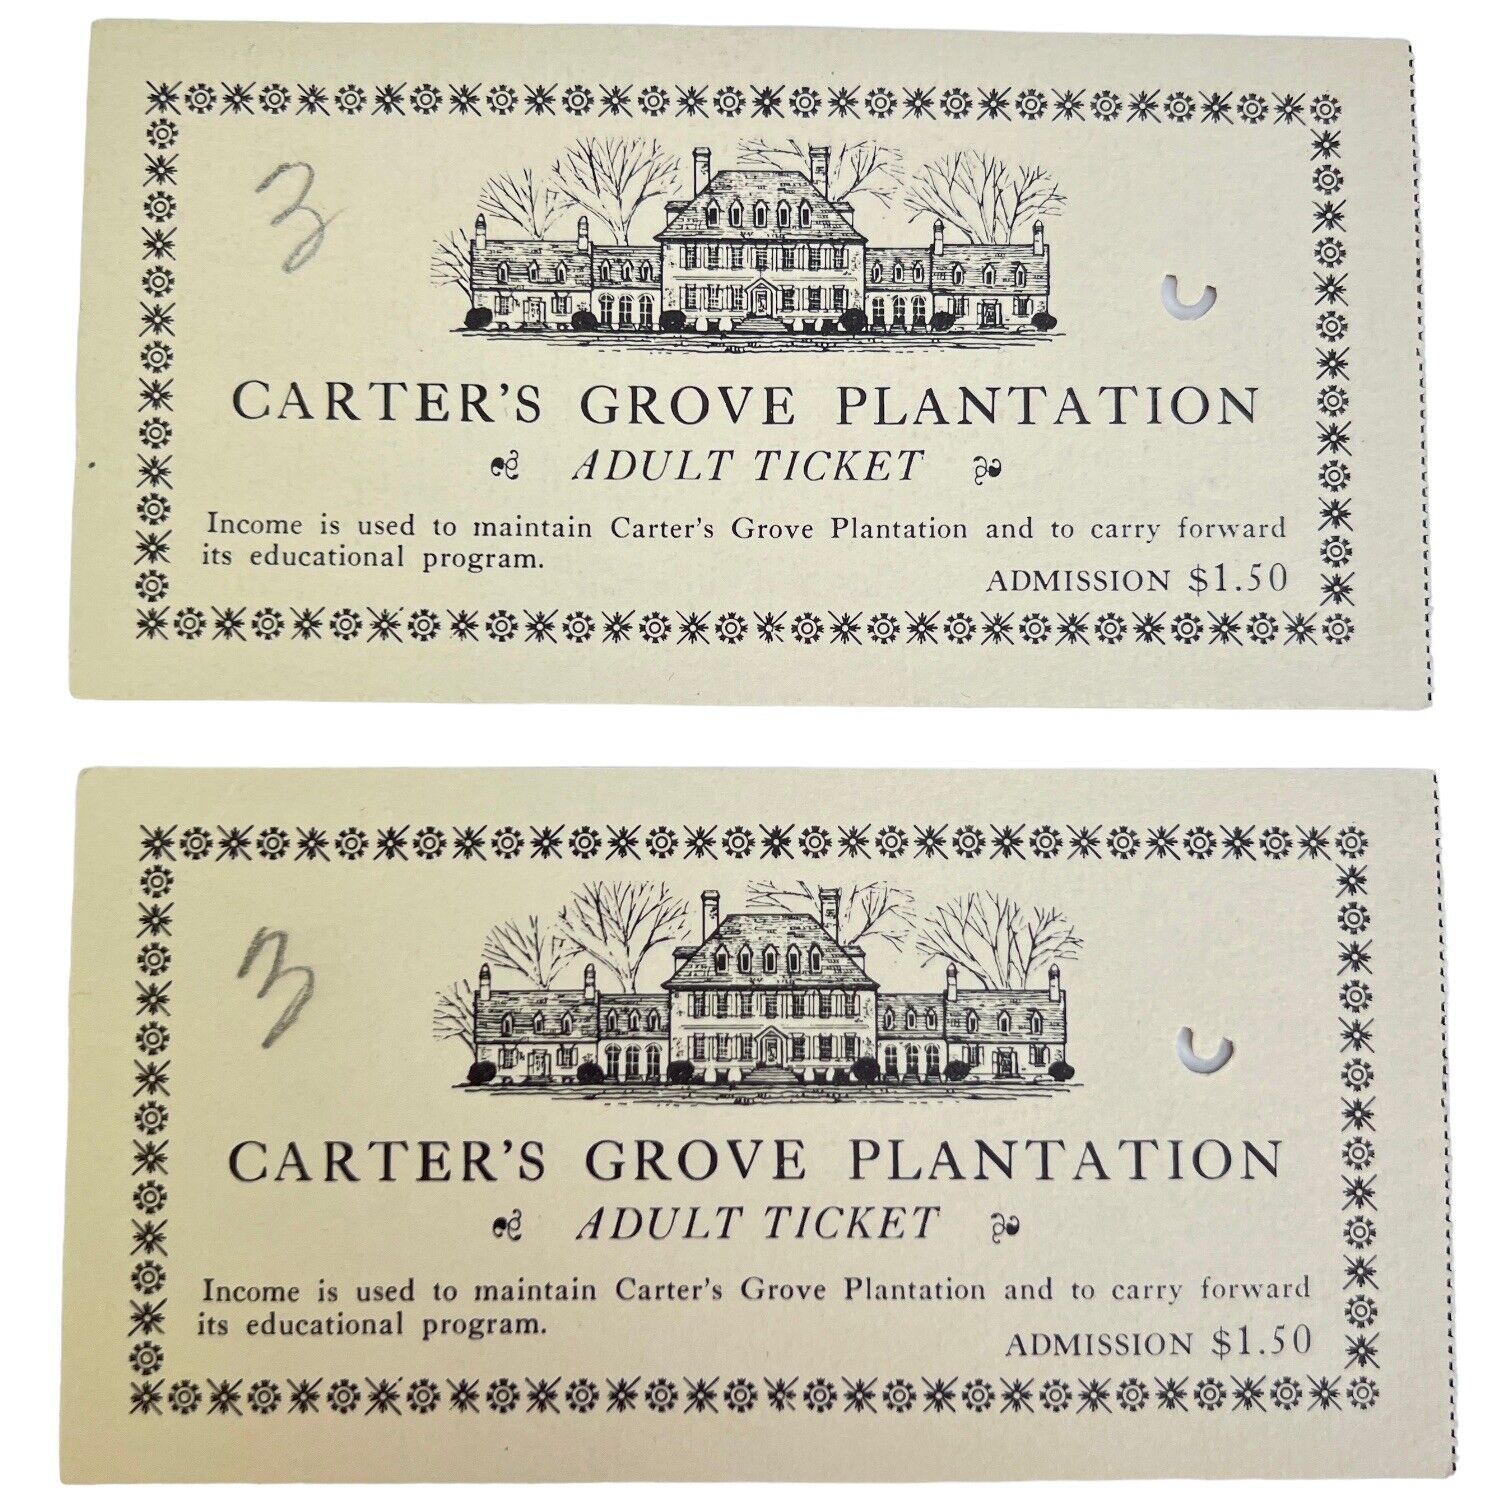 3
CARTER'S GROVE PLANTATION
ADULT TICKET
Income is used to maintain Carter's Grove Plantation and to carry forward
its educational program.
ADMISSION $1.50
3
CARTER'S GROVE PLANTATION
ADULT TICKET
Income is used to maintain Carter's Grove Plantation and to carry forward
its educational program.
ADMISSION $1.50